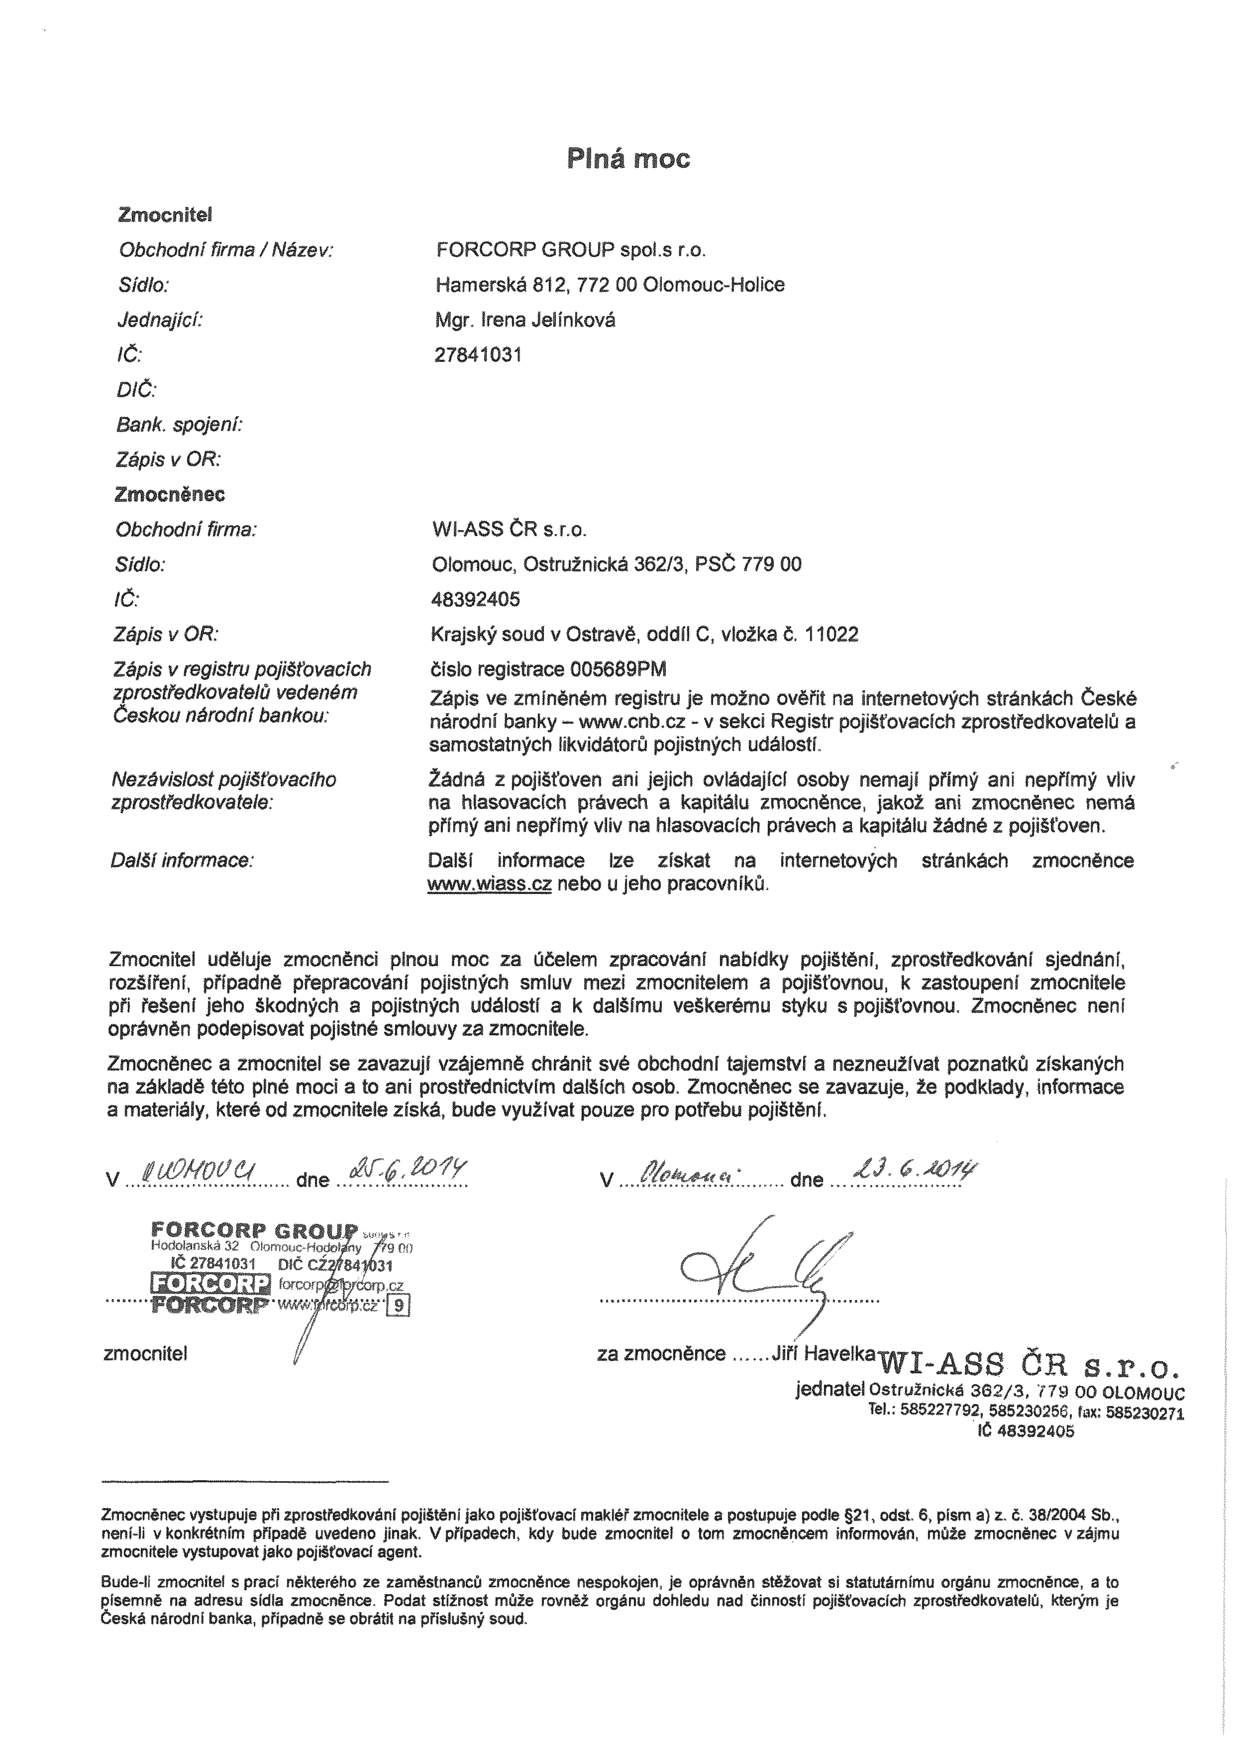 Plná moc
Zmocnitel
Obchodní firma / Název: FORCORP GROUP spol.s r.o.
Sídlo: Hamerská 812, 772 00 Olomouc-Holice
Jednající: Mgr. Irena Jelínková
IČ: 27841031
DIČ:
Bank. spojení:
Zápis v OR:
Zmocněnec
Obchodní firma: WI-ASS ČR s.r.o.
Sídlo: Olomouc, Ostružnická 362/3, PSČ 779 00
IČ: 48392405
Zápis v OR: Krajský soud v Ostravě, oddíl C, vložka č. 11022
Zápis v registru pojišťovacích
zprostředkovatelů vedeném
Českou národní bankou:
číslo registrace 005689PM
Zápis ve zmíněném registru je možno ověřit na internetových stránkách České
národní banky – www.cnb.cz - v sekci Registr pojišťovacích zprostředkovatelů a
samostatných likvidátorů pojistných událostí.
Nezávislost pojišťovacího
zprostředkovatele:
Žádná z pojišťoven ani jejich ovládající osoby nemají přímý ani nepřímý vliv
na hlasovacích právech a kapitálu zmocněnce, jakož ani zmocněnec nemá
přímý ani nepřímý vliv na hlasovacích právech a kapitálu žádné z pojišťoven.
Další informace: Další informace lze získat na internetových stránkách zmocněnce
www.wiass.cz nebo u jeho pracovníků.
Zmocnitel uděluje zmocněnci plnou moc za účelem zpracování nabídky pojištění, zprostředkování sjednání,
rozšíření, případně přepracování pojistných smluv mezi zmocnitelem a pojišťovnou, k zastoupení zmocnitele
při řešení jeho škodných a pojistných událostí a k dalšímu veškerému styku s pojišťovnou. Zmocněnec není
oprávněn podepisovat pojistné smlouvy za zmocnitele.
Zmocněnec a zmocnitel se zavazují vzájemně chránit své obchodní tajemství a nezneužívat poznatků získaných
na základě této plné moci a to ani prostřednictvím dalších osob. Zmocněnec se zavazuje, že podklady, informace
a materiály, které od zmocnitele získá, bude využívat pouze pro potřebu pojištění.
V OLOMOUCI dne 25.6.2014 V Olomouci dne 23.6.2014
FORCORP GROUP
Hodolanská 32 Olomouc-Hodolany 779 00
IČ 27841031 DIČ CZ27841031
FORCORP forcorp@forcorp.cz
FORCORP www.forcorp.cz 9
zmocnitel
za zmocněnce ......Jiří Havelka
jednatel
WI-ASS ČR s.r.o.
Ostružnická 362/3, 779 00 OLOMOUC
Tel.: 585227792, 585230256, fax: 585230271
IČ 48392405
Zmocněnec vystupuje při zprostředkování pojištění jako pojišťovací makléř zmocnitele a postupuje podle §21, odst. 6, písm a) z. č. 38/2004 Sb.,
není-li v konkrétním případě uvedeno jinak. V případech, kdy bude zmocnitel o tom zmocněncem informován, může zmocněnec v zájmu
zmocnitele vystupovat jako pojišťovací agent.
Bude-li zmocnitel s prací některého ze zaměstnanců zmocněnce nespokojen, je oprávněn stěžovat si statutárnímu orgánu zmocněnce, a to
písemně na adresu sídla zmocněnce. Podat stížnost může rovněž orgánu dohledu nad činností pojišťovacích zprostředkovatelů, kterým je
Česká národní banka, případně se obrátit na příslušný soud.